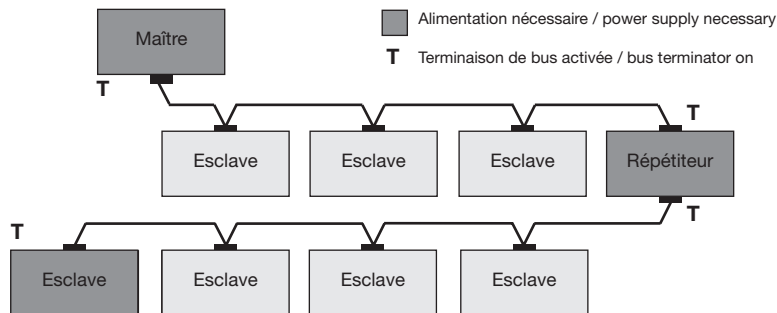 Alimentation nécessaire / power supply necessary
Maître
T Terminaison de bus activée / bus terminator on
T
T
Esclave
Esclave
Esclave
Répétiteur
T
T
Esclave
Esclave
Esclave
Esclave